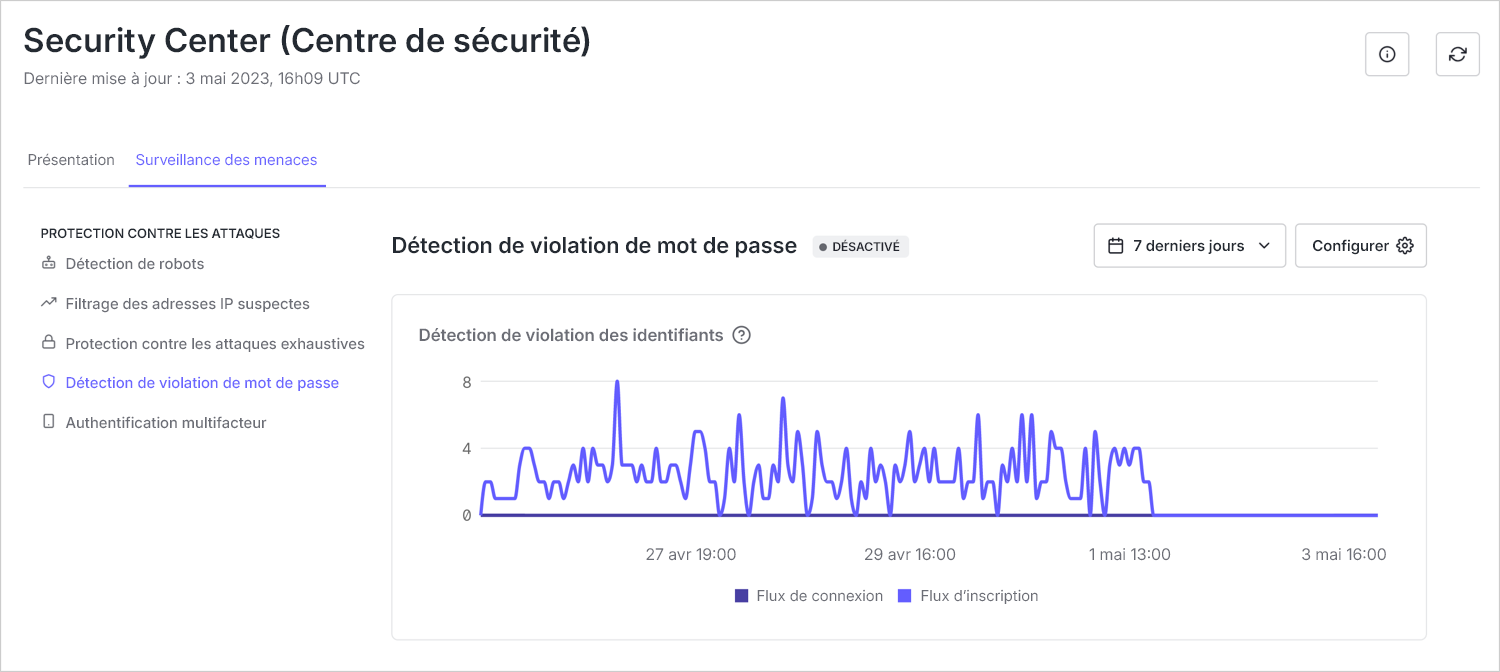 Security Center (Centre de sécurité)
Dernière mise à jour : 3 mai 2023, 16h09 UTC
Présentation
Surveillance des menaces
PROTECTION CONTRE LES ATTAQUES
Détection de robots
Filtrage des adresses IP suspectes
Protection contre les attaques exhaustives
Détection de violation de mot de passe
Authentification multifacteur
Détection de violation de mot de passe
DÉSACTIVÉ
7 derniers jours
Configurer
Détection de violation des identifiants
8
4
0
27 avr 19:00
29 avr 16:00
1 mai 13:00
3 mai 16:00
Flux de connexion
Flux d’inscription